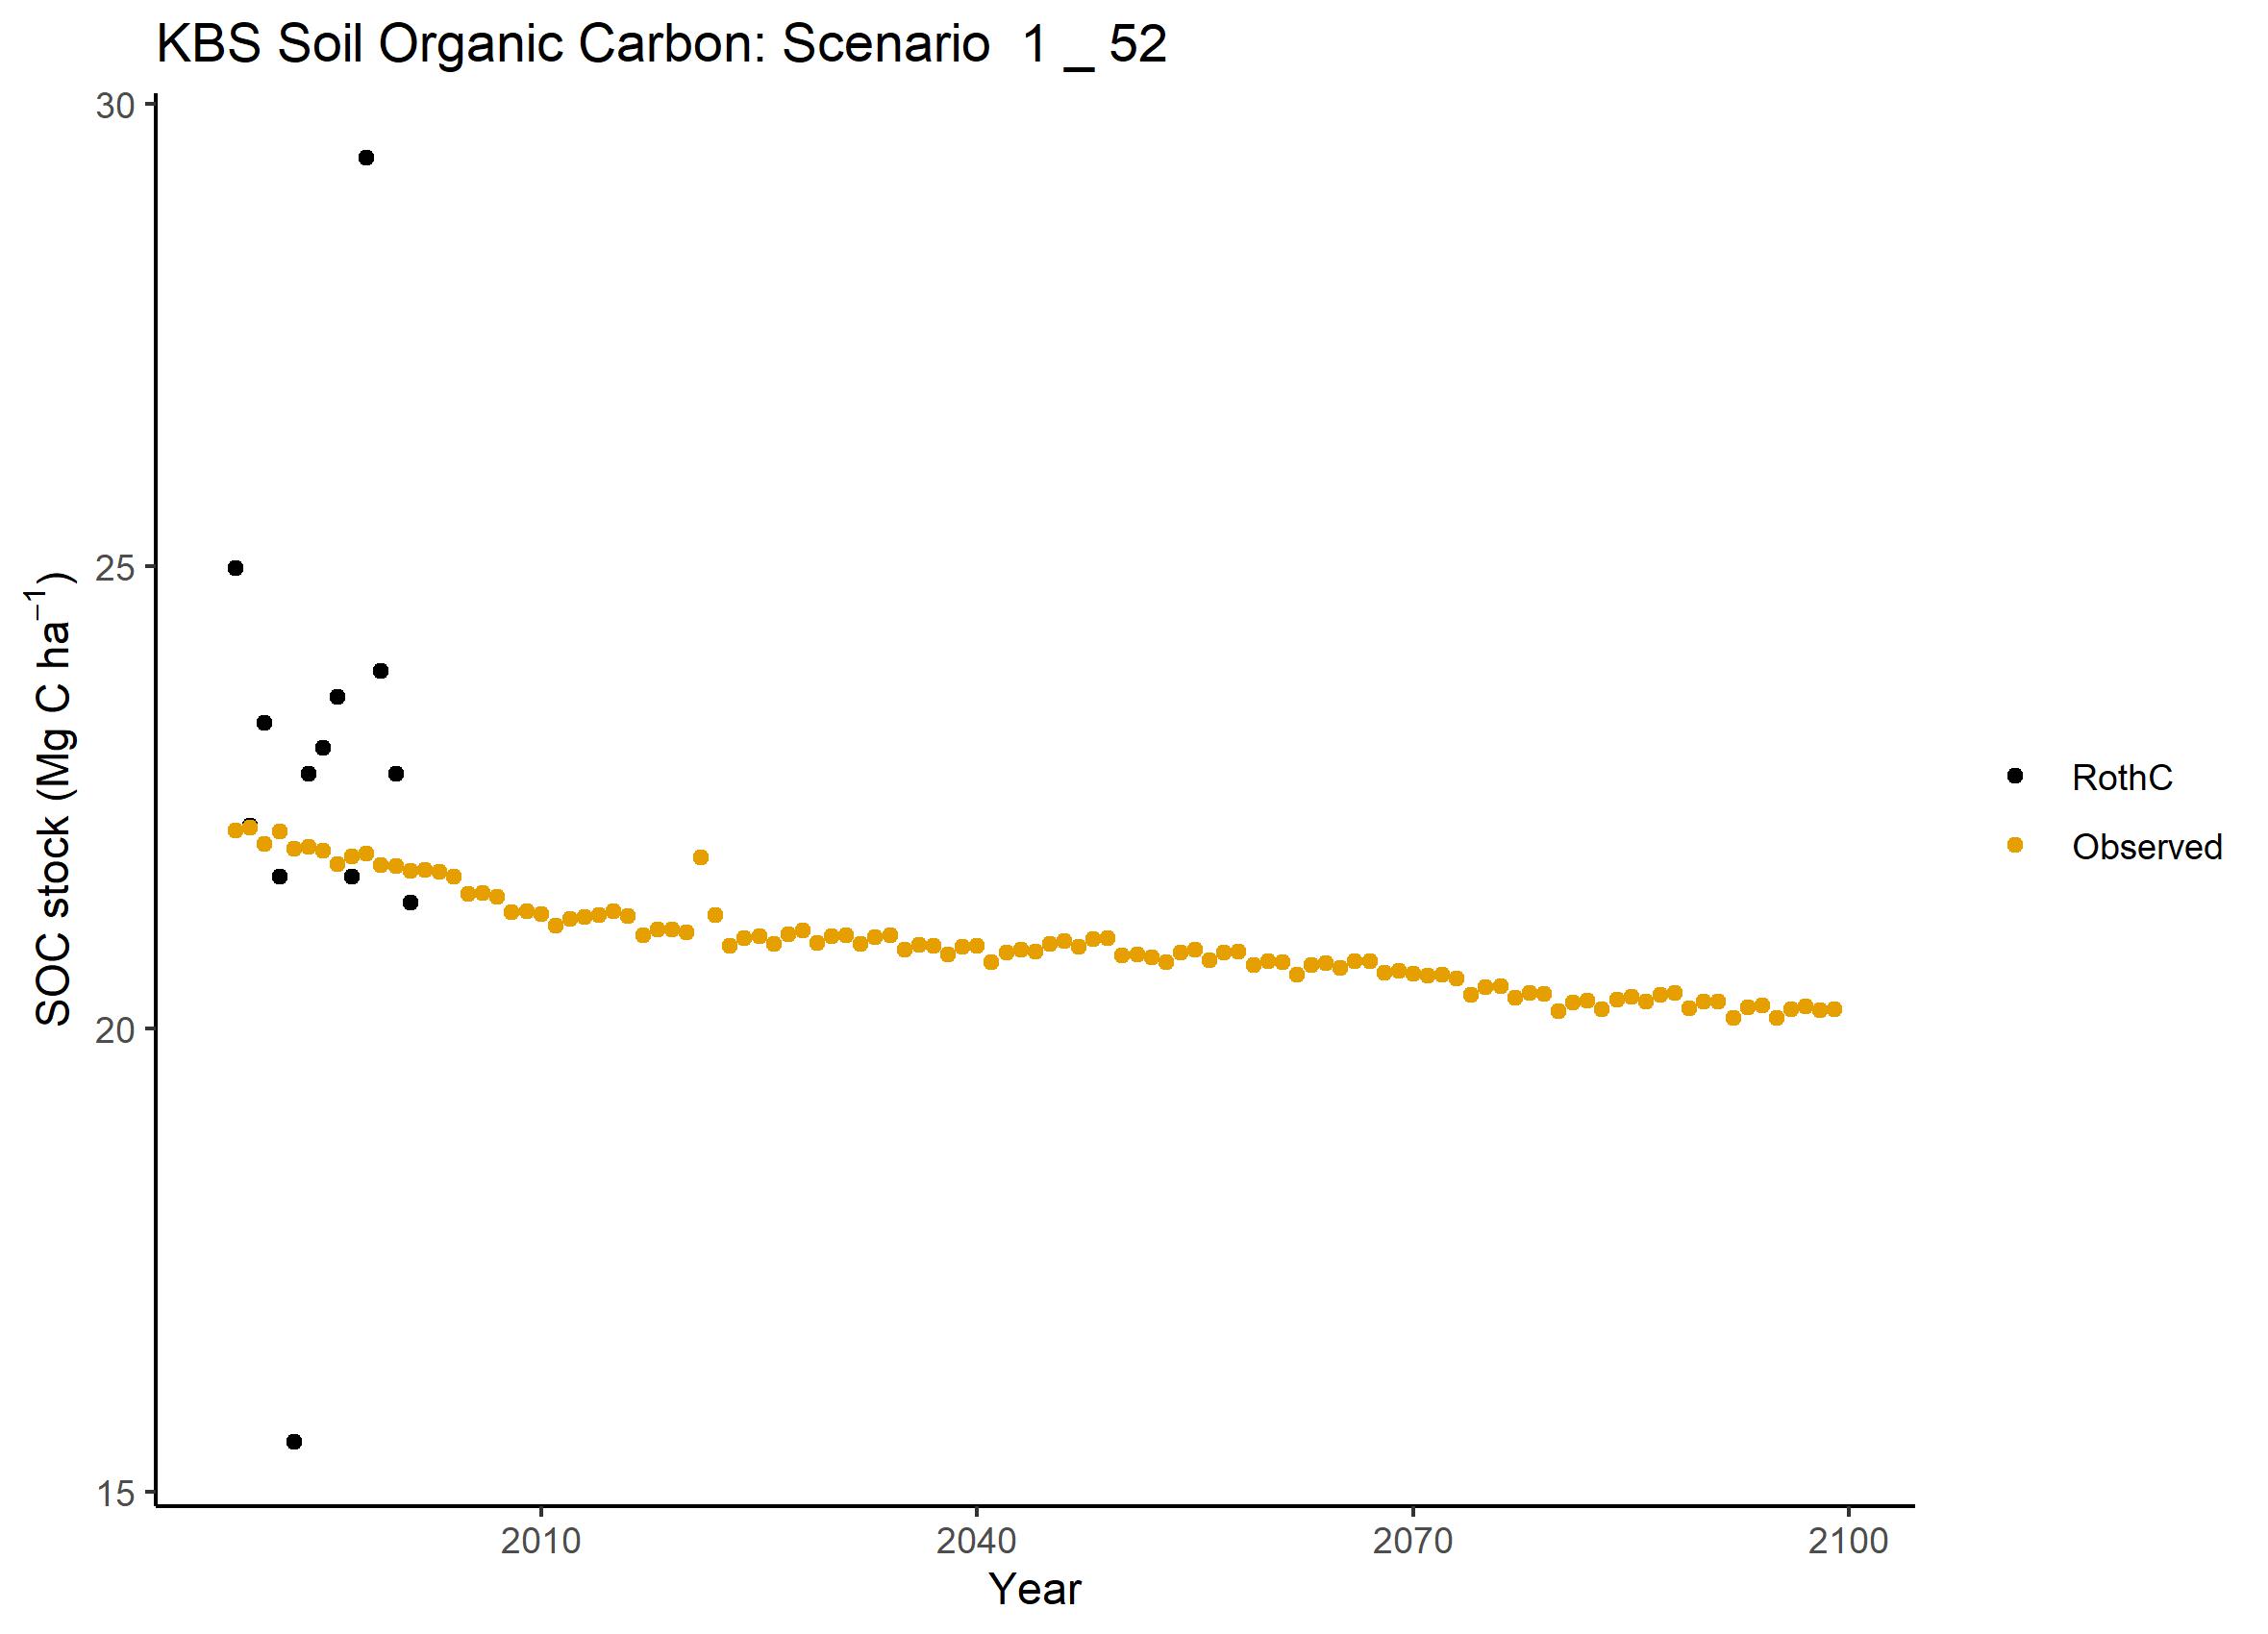 KBS Soil Organic Carbon: Scenario  1 _ 52
SOC stock (Mg C ha⁻¹)
30
25
20
15
2010
2040
2070
2100
Year
RothC
Observed